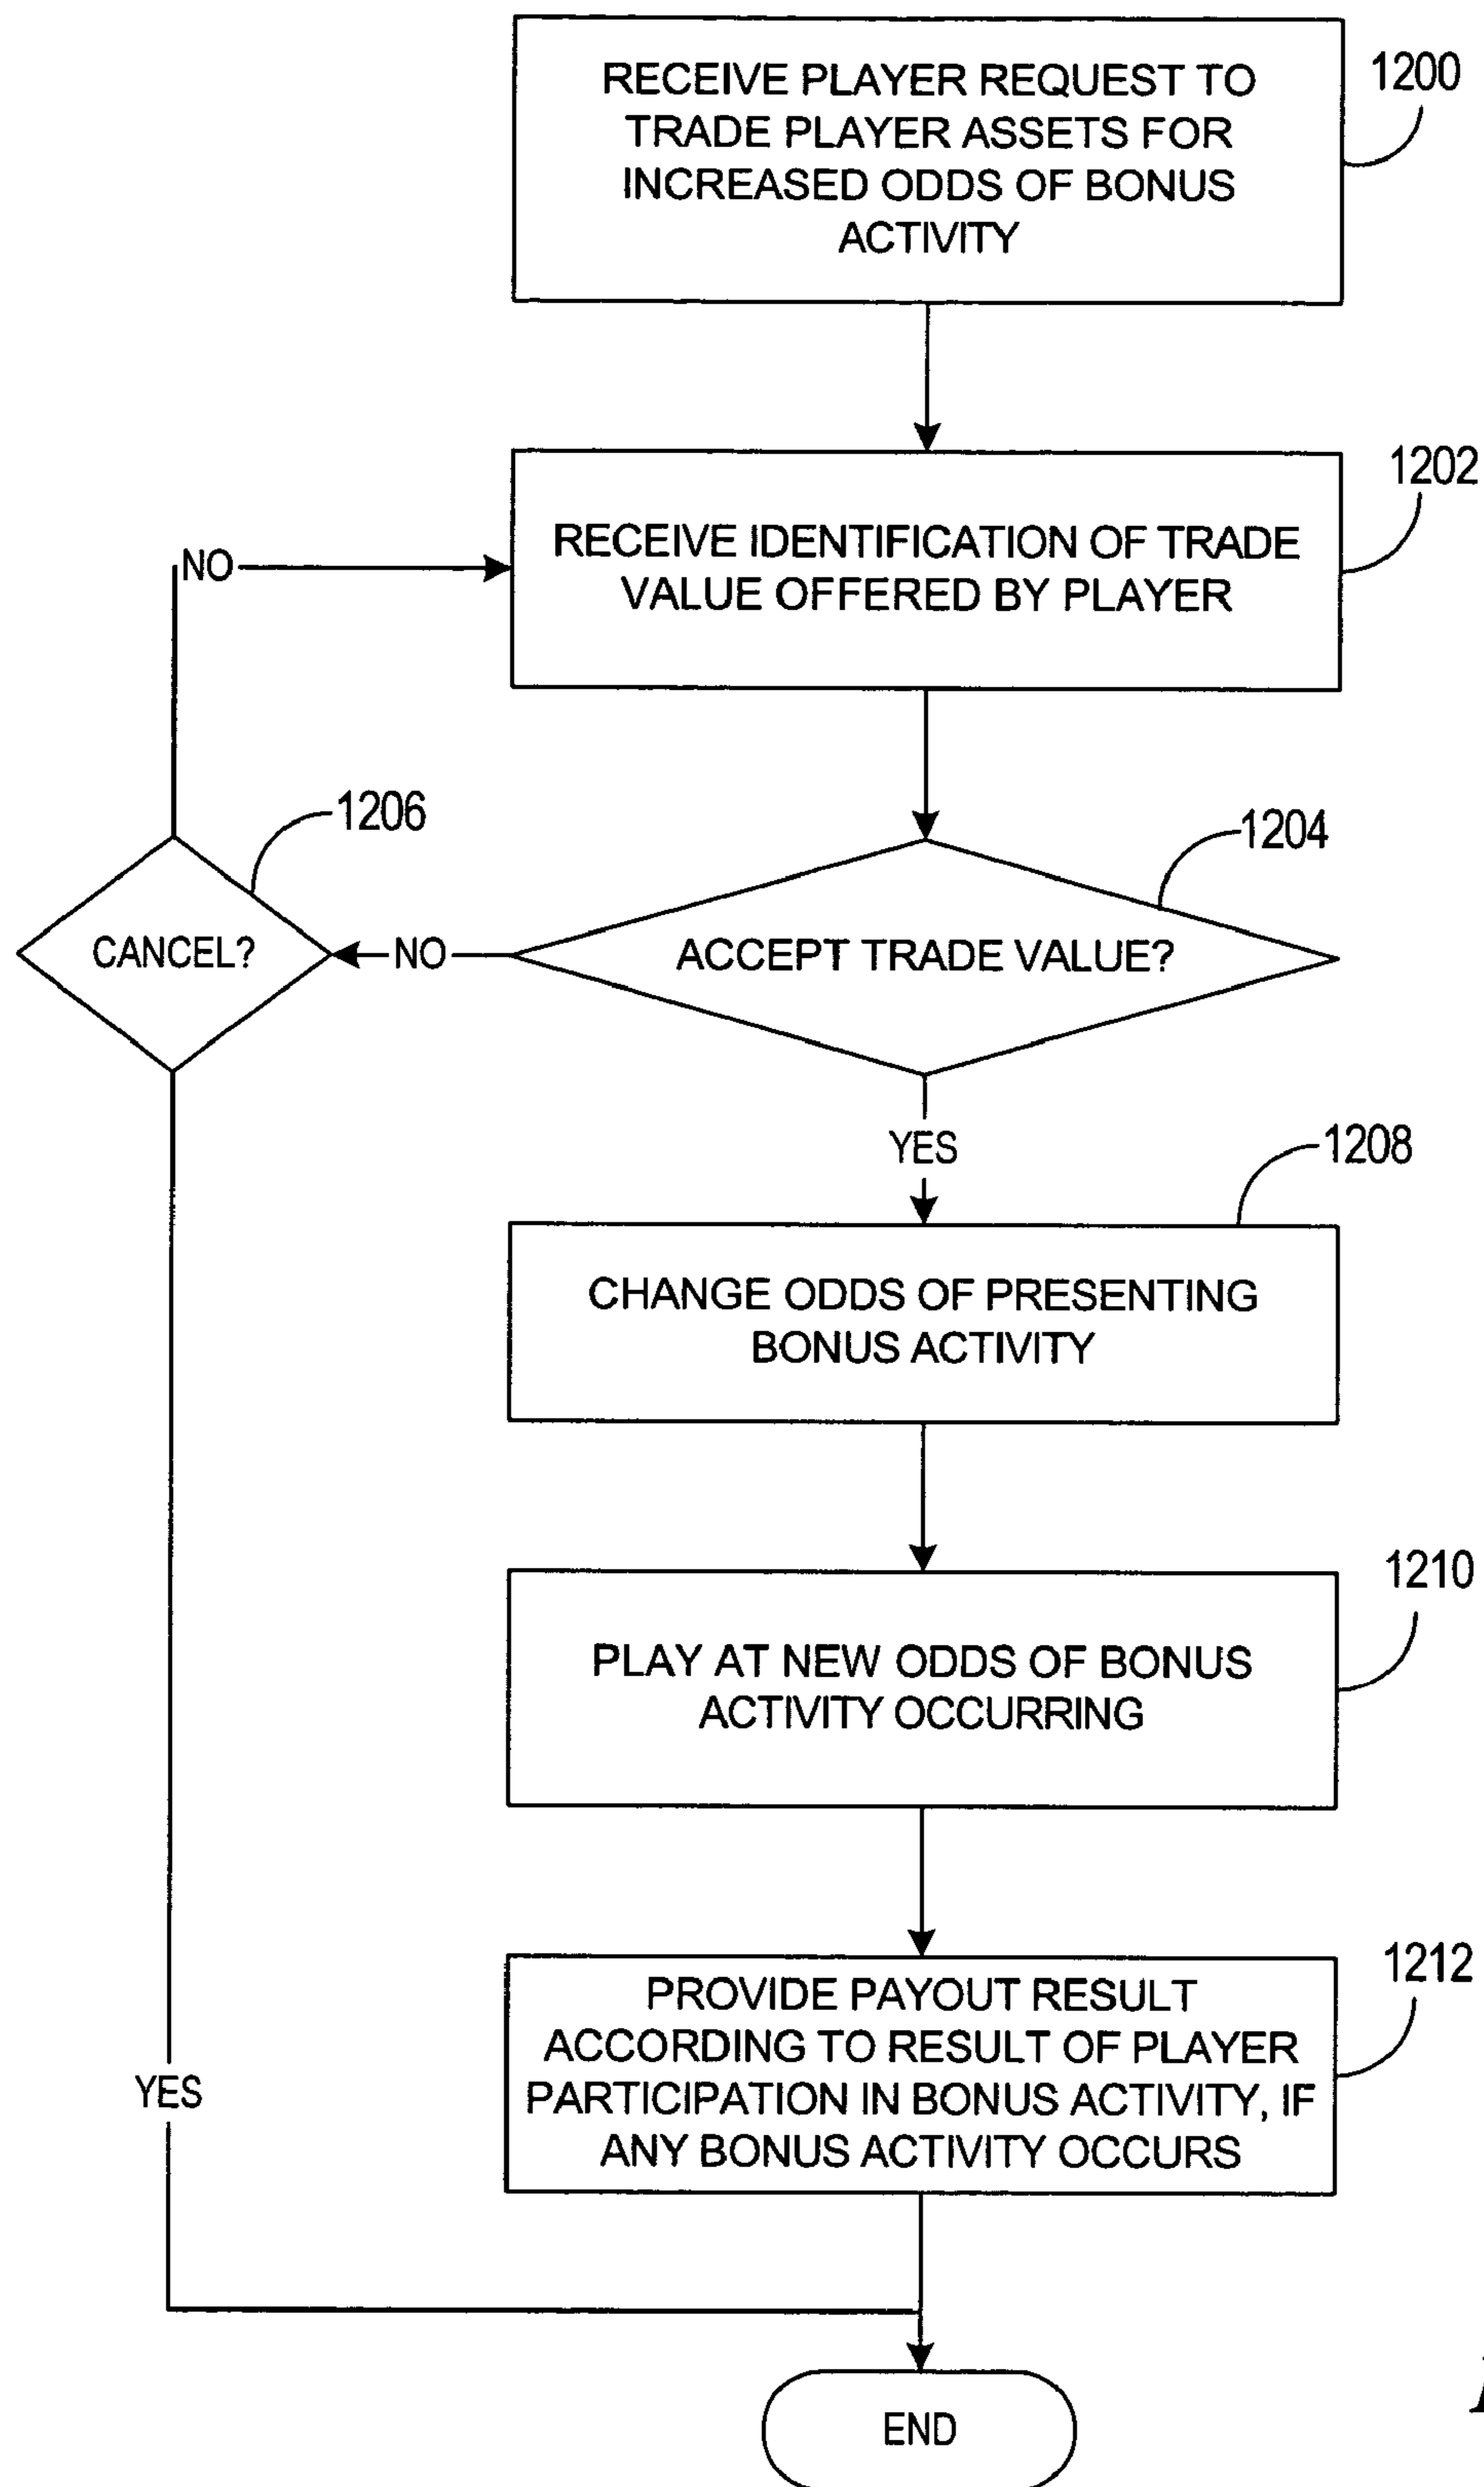 RECEIVE PLAYER REQUEST TO
TRADE PLAYER ASSETS FOR
INCREASED ODDS OF BONUS
ACTIVITY
1200
RECEIVE IDENTIFICATION OF TRADE
VALUE OFFERED BY PLAYER
1202
NO
1206
1204
CANCEL?
NO
ACCEPT TRADE VALUE?
YES
1208
CHANGE ODDS OF PRESENTING
BONUS ACTIVITY
1210
PLAY AT NEW ODDS OF BONUS
ACTIVITY OCCURRING
1212
PROVIDE PAYOUT RESULT
ACCORDING TO RESULT OF PLAYER
PARTICIPATION IN BONUS ACTIVITY, IF
ANY BONUS ACTIVITY OCCURS
YES
END